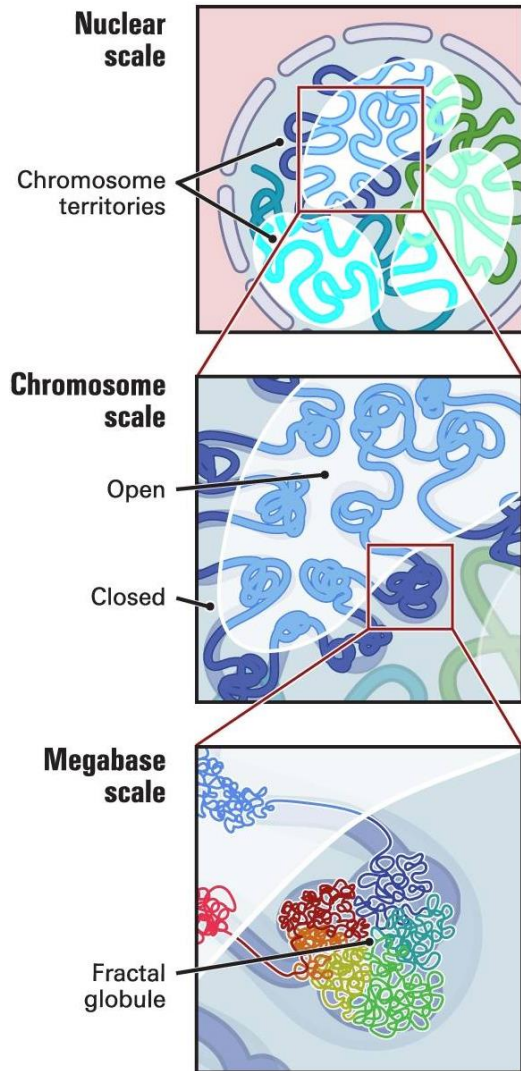 Nuclear
scale
Chromosome
territories
Chromosome
scale
Open
Closed
Megabase
scale
Fractal
globule